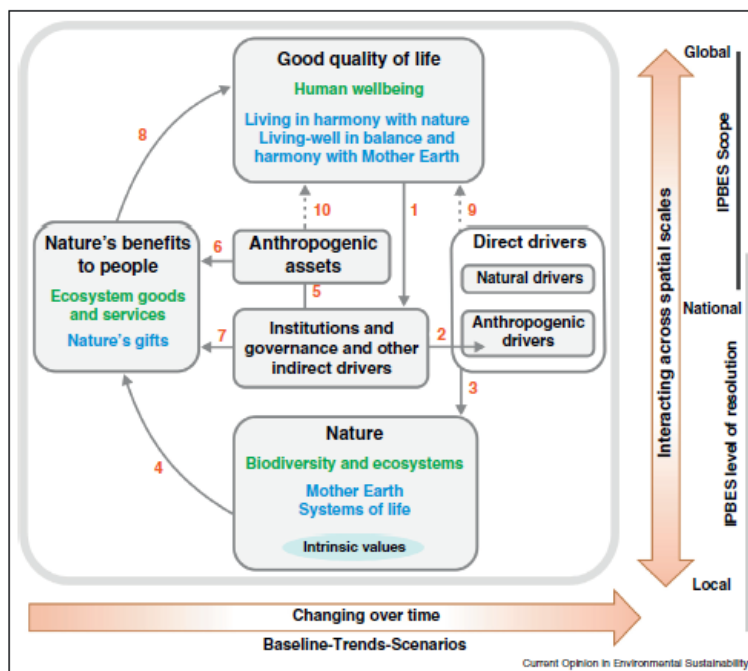 Good quality of life
Human wellbeing
Living in harmony with nature
Living-well in balance and
harmony with Mother Earth
8
10
1
9
Nature's benefits
to people
Ecosystem goods
and services
Nature's gifts
6
Anthropogenic
assets
5
7
Institutions and
governance and other
indirect drivers
2
Direct drivers
Natural drivers
Anthropogenic
drivers
3
4
Nature
Biodiversity and ecosystems
Mother Earth
Systems of life
Intrinsic values
Global
National
Local
Interacting across spatial scales
IPBES Scope
IPBES level of resolution
Changing over time
Baseline-Trends-Scenarios
Current Opinion in Environmental Sustainability